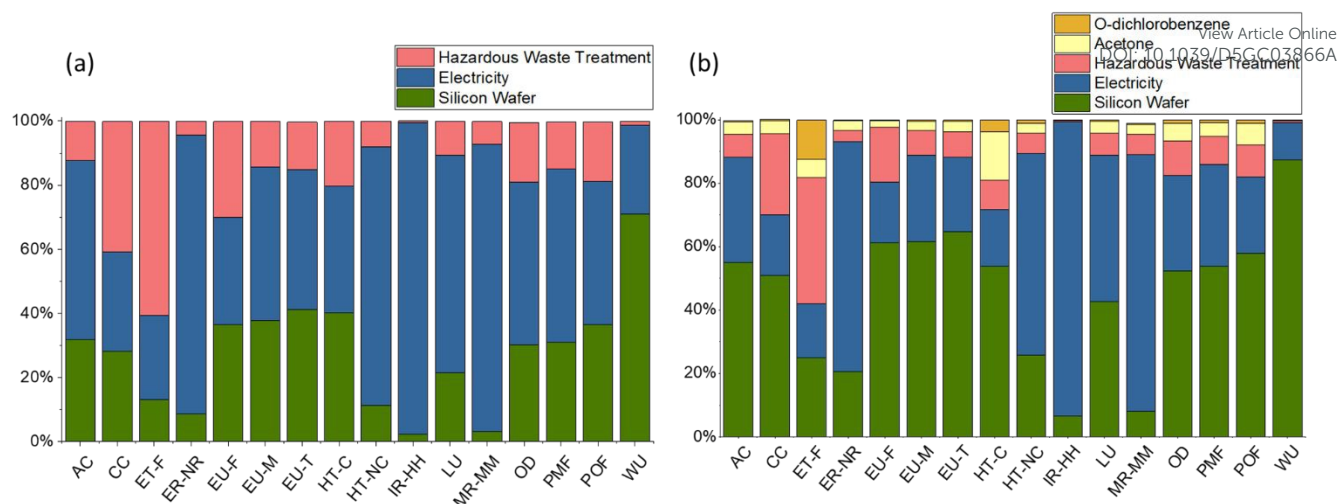 (a)
Hazardous Waste Treatment
Electricity
Silicon Wafer
100%
80%
60%
40%
20%
0%
AC CC ET-F ER-NR EU-F EU-M EU-T HT-C HT-NC IR-HH LU MR-MM OD PMF POF WU
(b)
O-dichlorobenzene
Acetone
Hazardous Waste Treatment
Electricity
Silicon Wafer
View Article Online
DOI: 10.1039/D5GC03866A
100%
80%
60%
40%
20%
0%
AC CC ET-F ER-NR EU-F EU-M EU-T HT-C HT-NC IR-HH LU MR-MM OD PMF POF WU